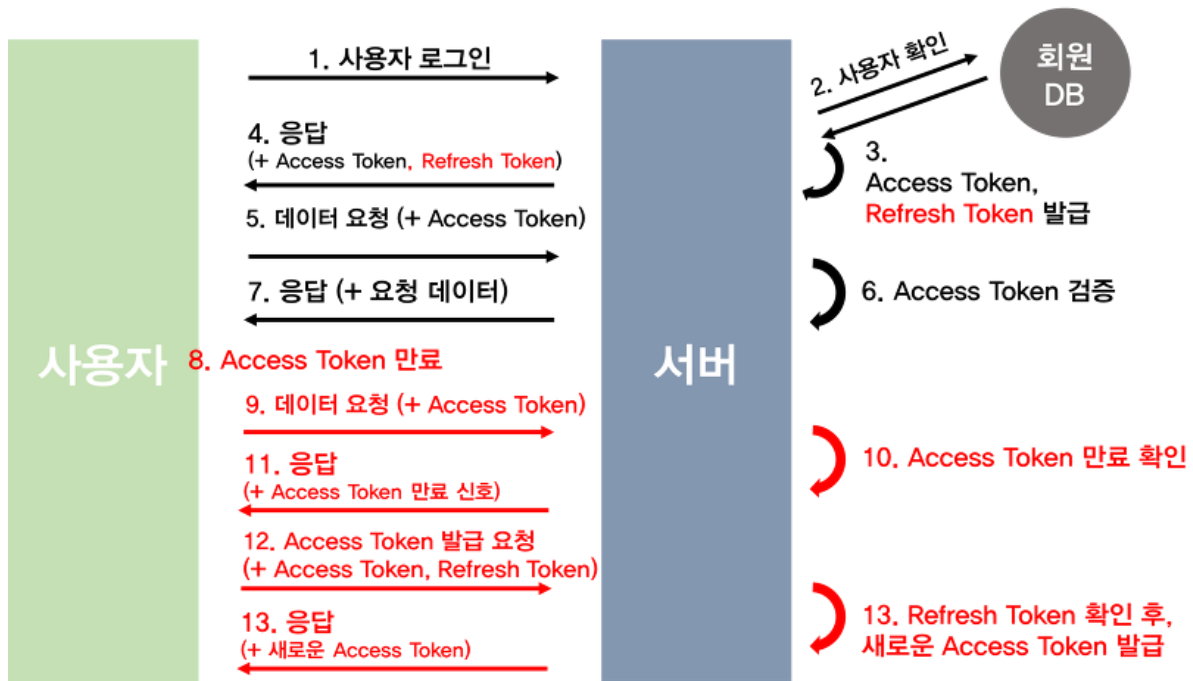 1. 사용자 로그인
2. 사용자 확인
회원
DB
3.
Access Token,
Refresh Token 발급
4. 응답
(+ Access Token, Refresh Token)
5. 데이터 요청 (+ Access Token)
6. Access Token 검증
7. 응답 (+ 요청 데이터)
사용자
서버
8. Access Token 만료
9. 데이터 요청 (+ Access Token)
10. Access Token 만료 확인
11. 응답
(+ Access Token 만료 신호)
12. Access Token 발급 요청
(+ Access Token, Refresh Token)
13. Refresh Token 확인 후,
새로운 Access Token 발급
13. 응답
(+ 새로운 Access Token)